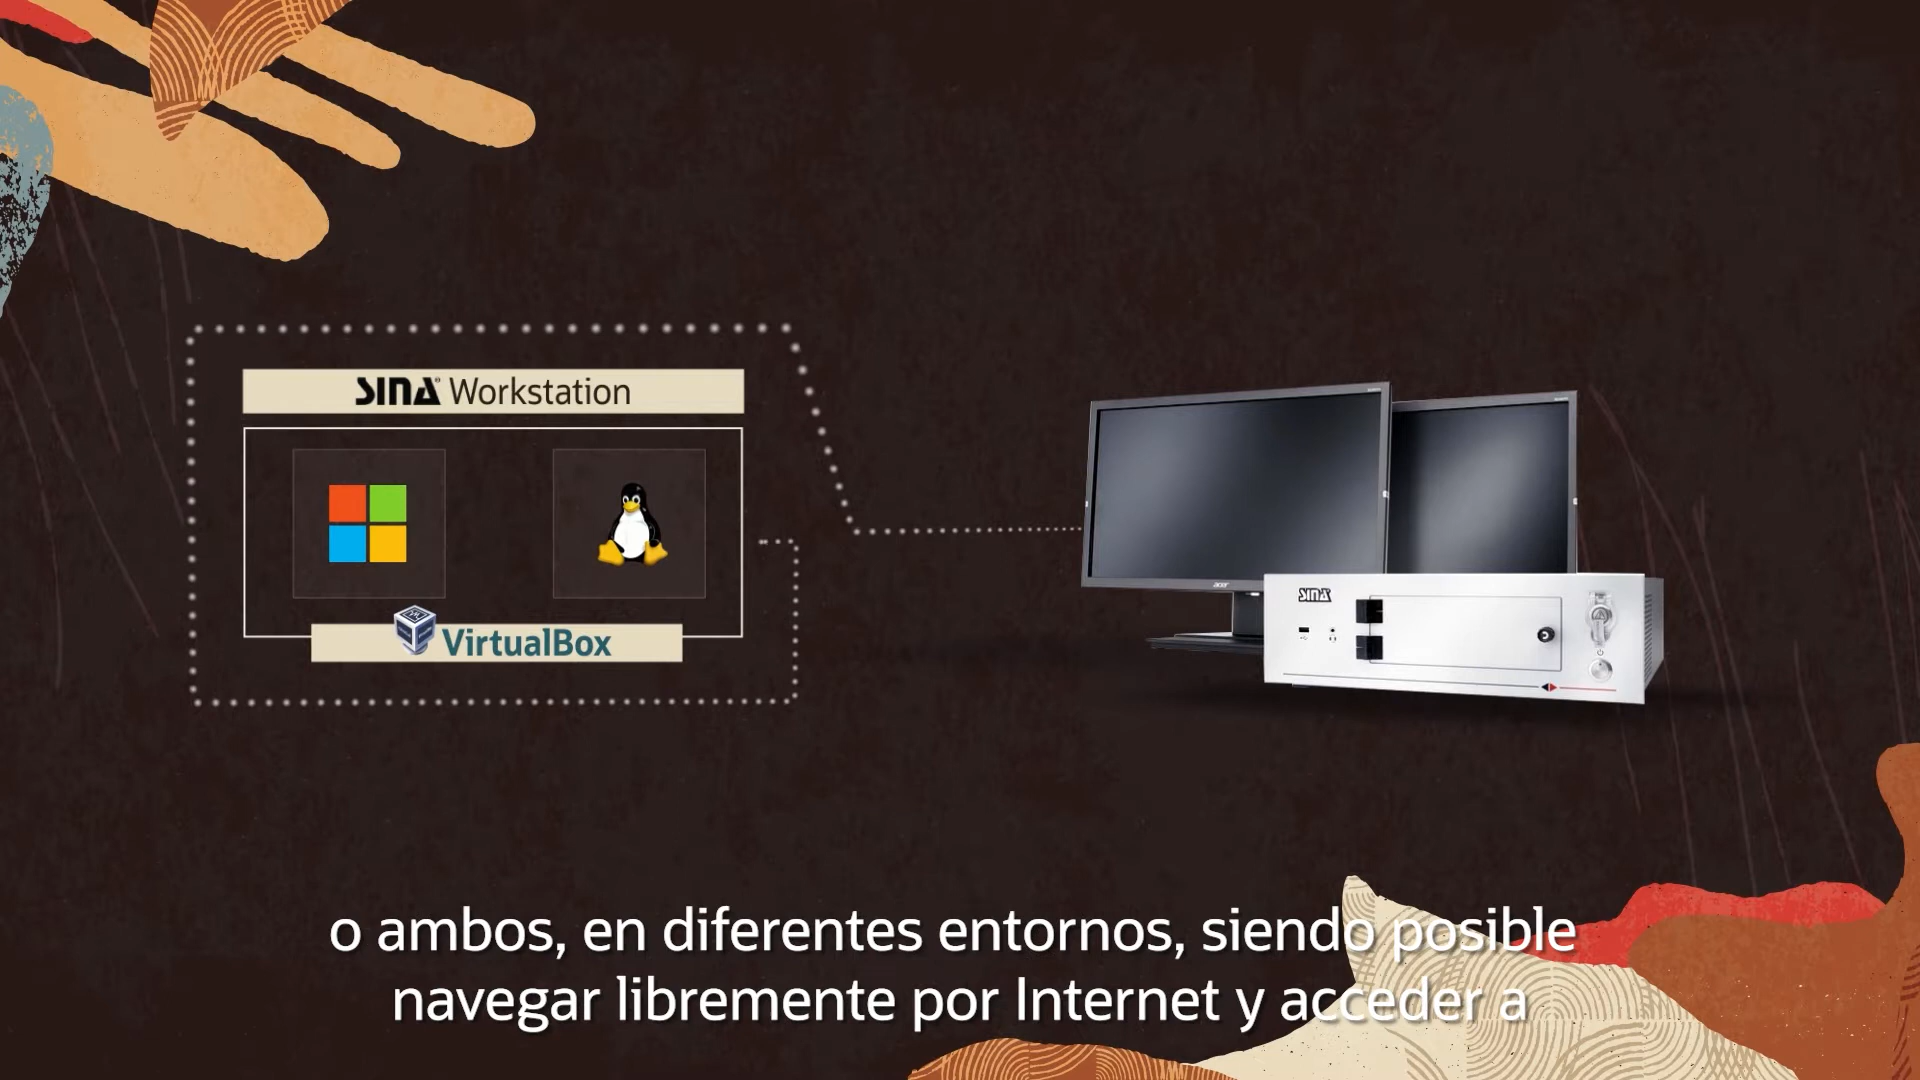 SINA® Workstation
VirtualBox
acer
SINA
o ambos, en diferentes entornos, siendo posible
navegar libremente por Internet y acceder a